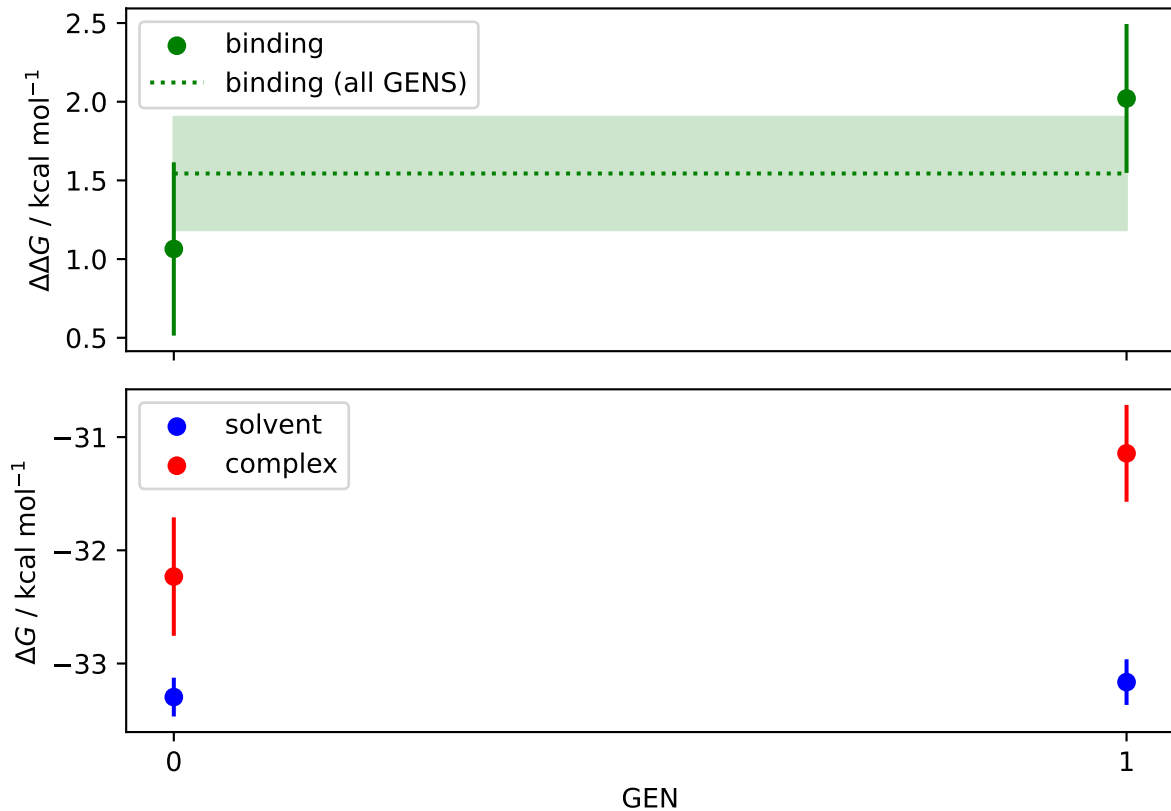 2.5
2.0
1.5
1.0
0.5
ΔΔG / kcal mol⁻¹
binding
binding (all GENS)
−31
−32
−33
ΔG / kcal mol⁻¹
solvent
complex
0
1
GEN